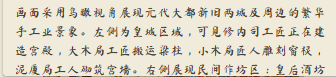 画面采用鸟瞰视角展现元代大都新旧两城及周边的繁华
手工业景象。左侧为皇城区域,可见修内司工匠正在建
造宫殿,大木局工匠搬运梁柱,小木局匠人雕刻窗棂,
泥厦局工人砌筑宫墙。右侧展现民间作坊区:皇后酒坊